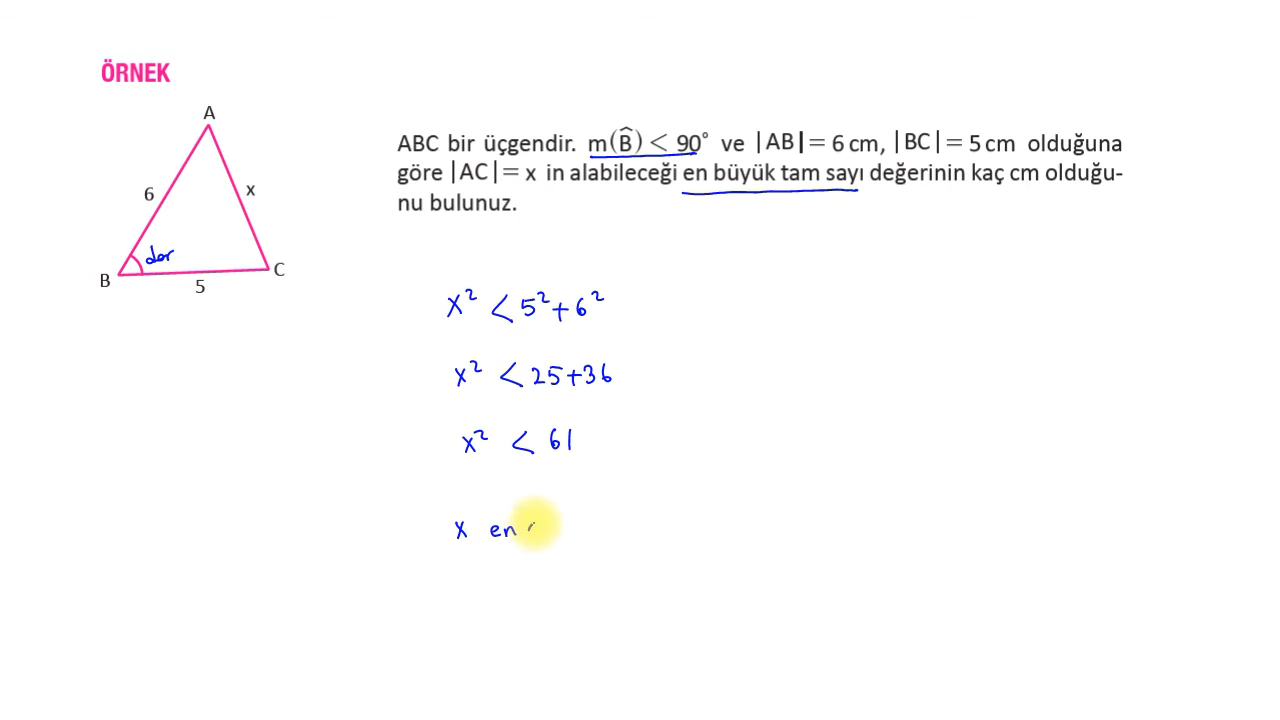 ÖRNEK
A
6
x
dar
B
C
5
ABC bir üçgendir. m(B̂) < 90° ve |AB| = 6 cm, |BC| = 5 cm olduğuna
göre |AC| = x in alabileceği en büyük tam sayı değerinin kaç cm olduğu-
nu bulunuz.
x² < 5² + 6²
x² < 25 + 36
x² < 61
x en